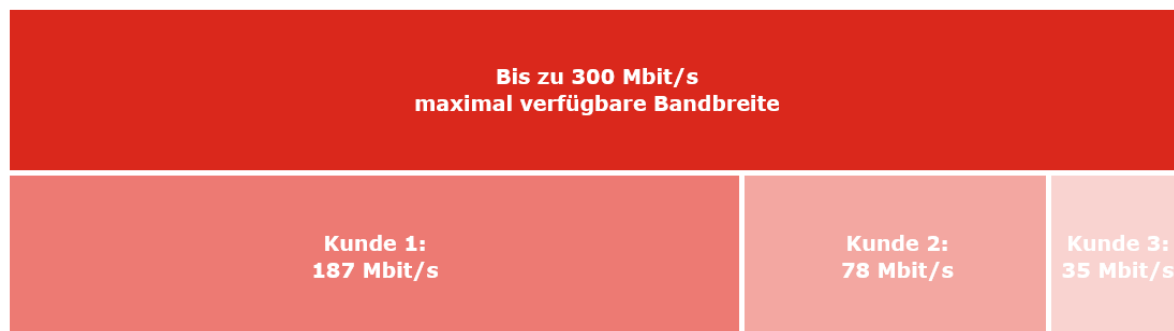 Bis zu 300 Mbit/s
maximal verfügbare Bandbreite
Kunde 1:
187 Mbit/s
Kunde 2:
78 Mbit/s
Kunde 3:
35 Mbit/s